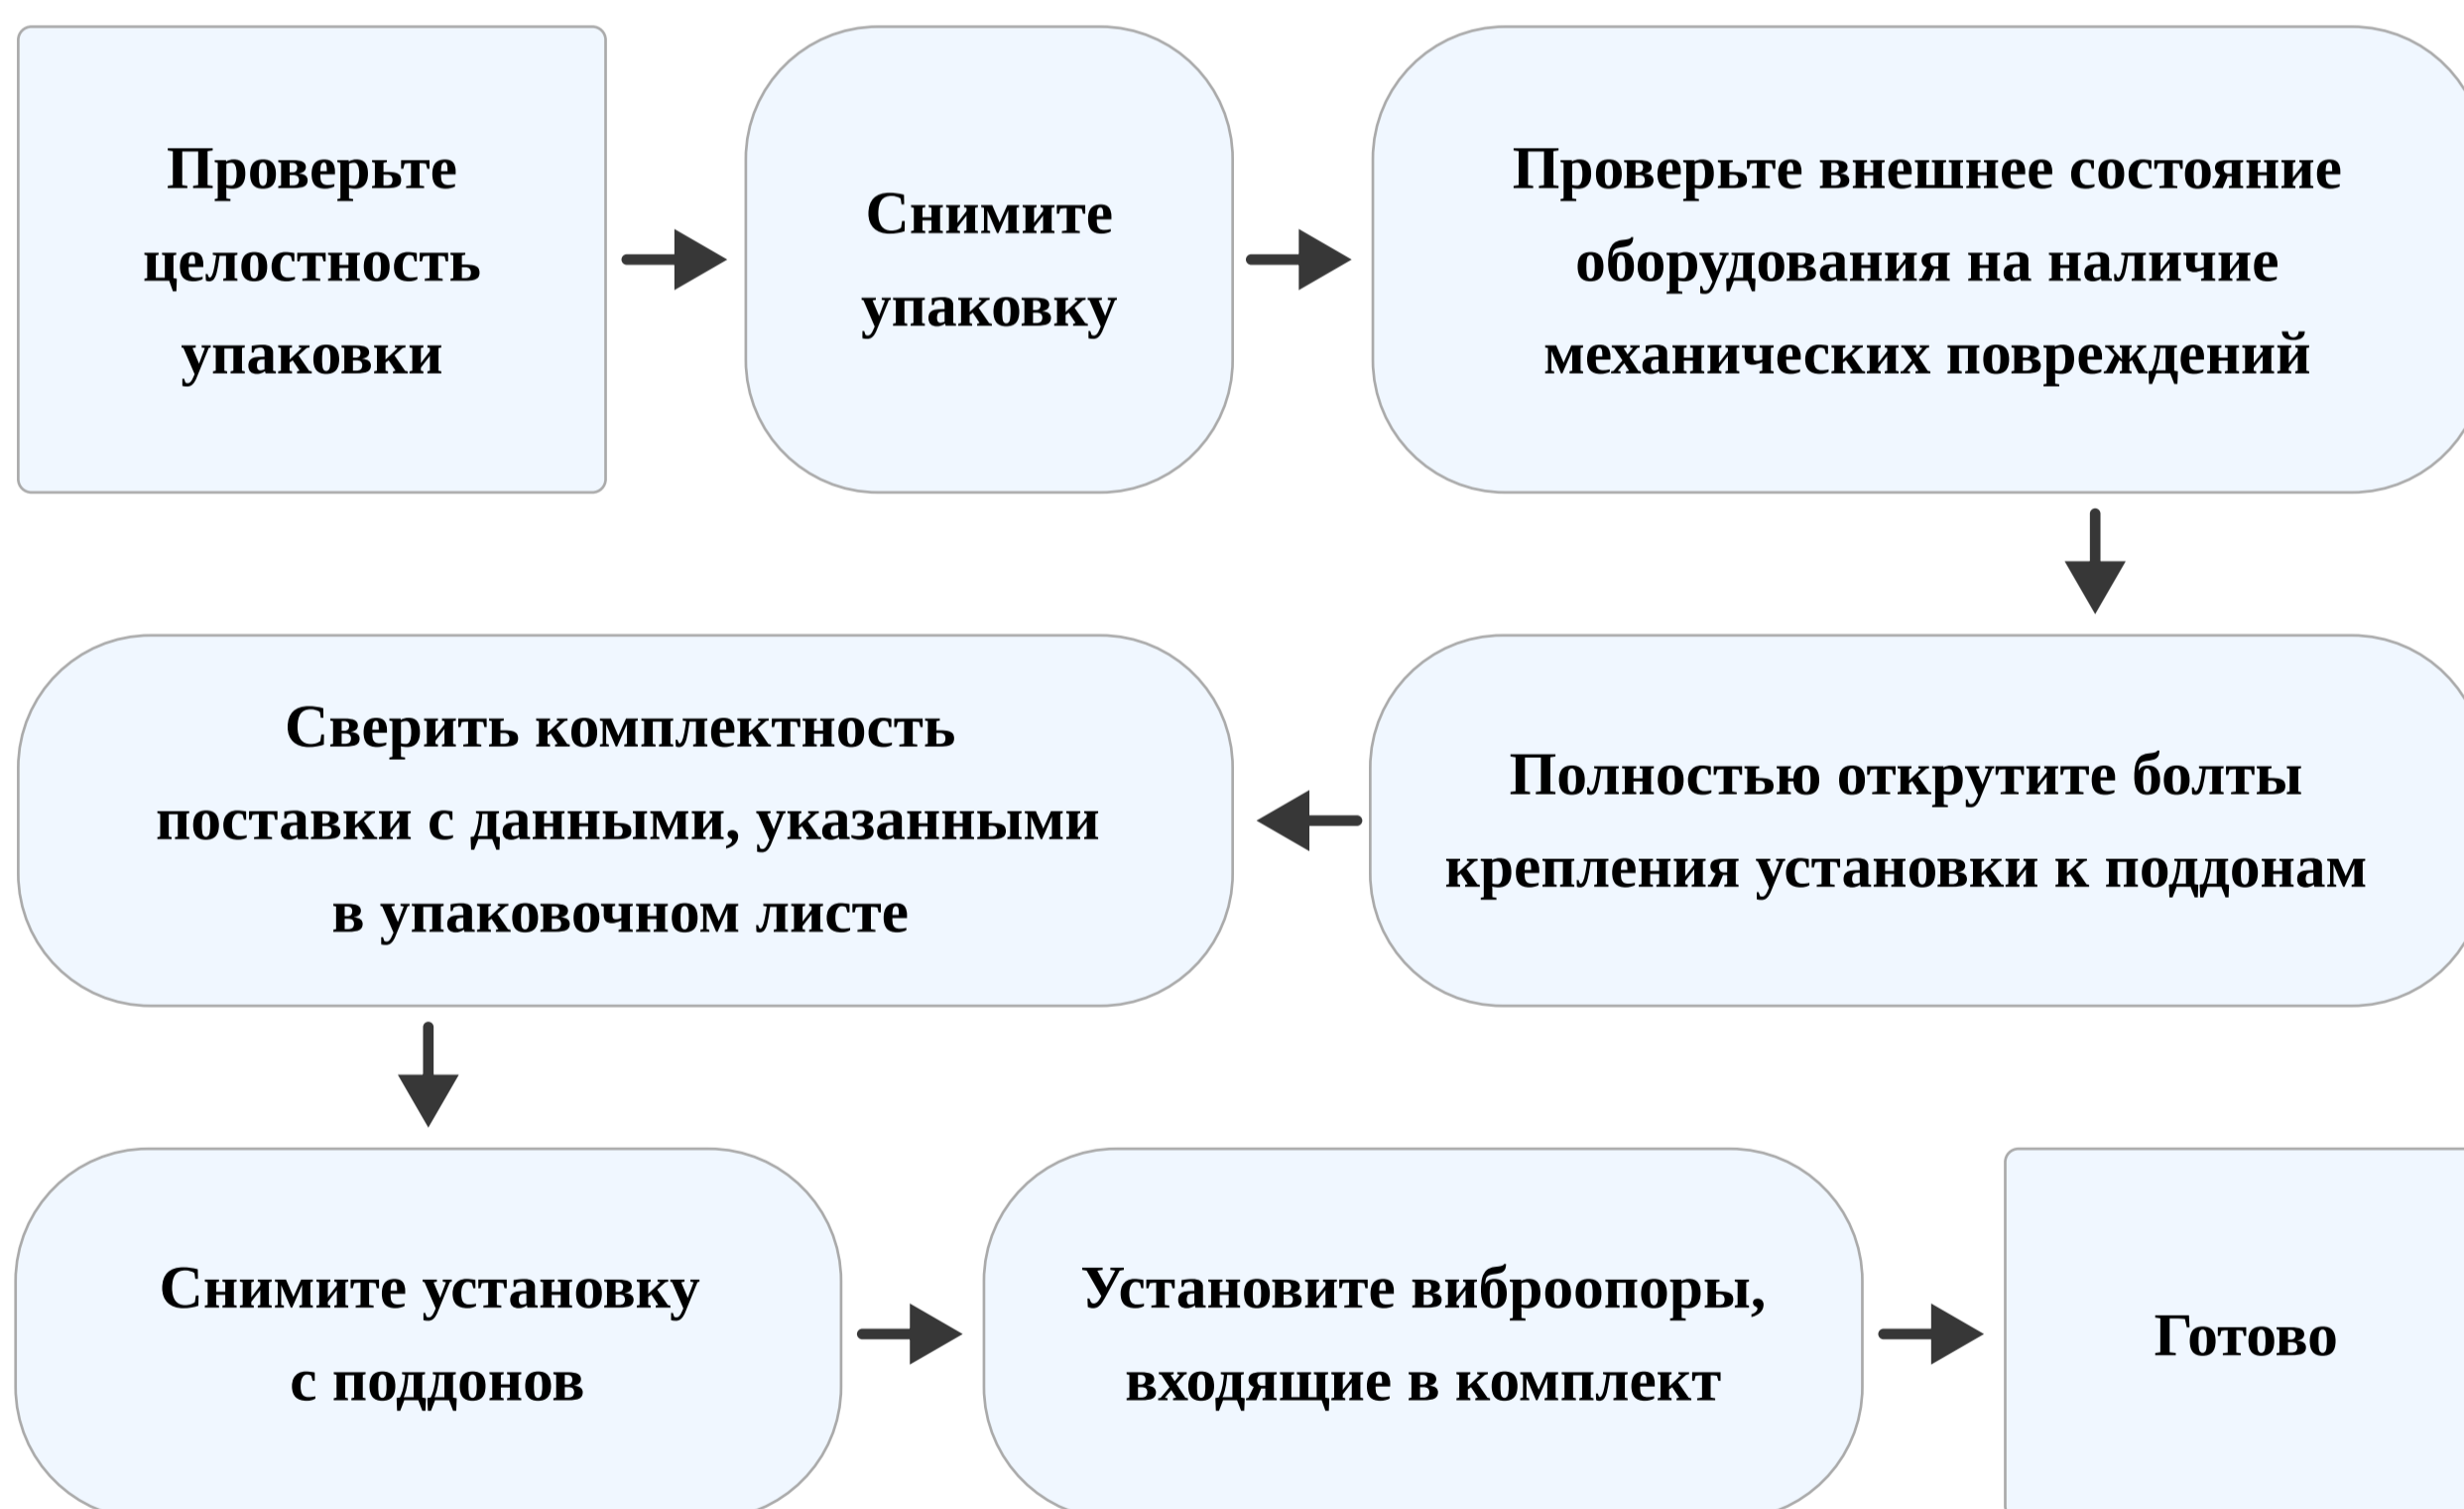 Проверьте
целостность
упаковки
Снимите
упаковку
Проверьте внешнее состояние
оборудования на наличие
механических повреждений
Полностью открутите болты
крепления установки к поддонам
Сверить комплектность
поставки с данными, указанными
в упаковочном листе
Снимите установку
с поддонов
Установите виброопоры,
входящие в комплект
Готово